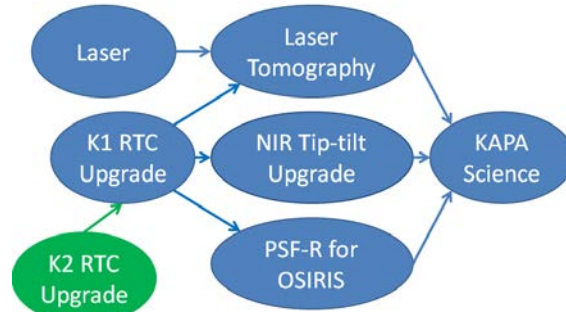 Laser
Laser
Tomography
K1 RTC
Upgrade
NIR Tip-tilt
Upgrade
KAPA
Science
K2 RTC
Upgrade
PSF-R for
OSIRIS